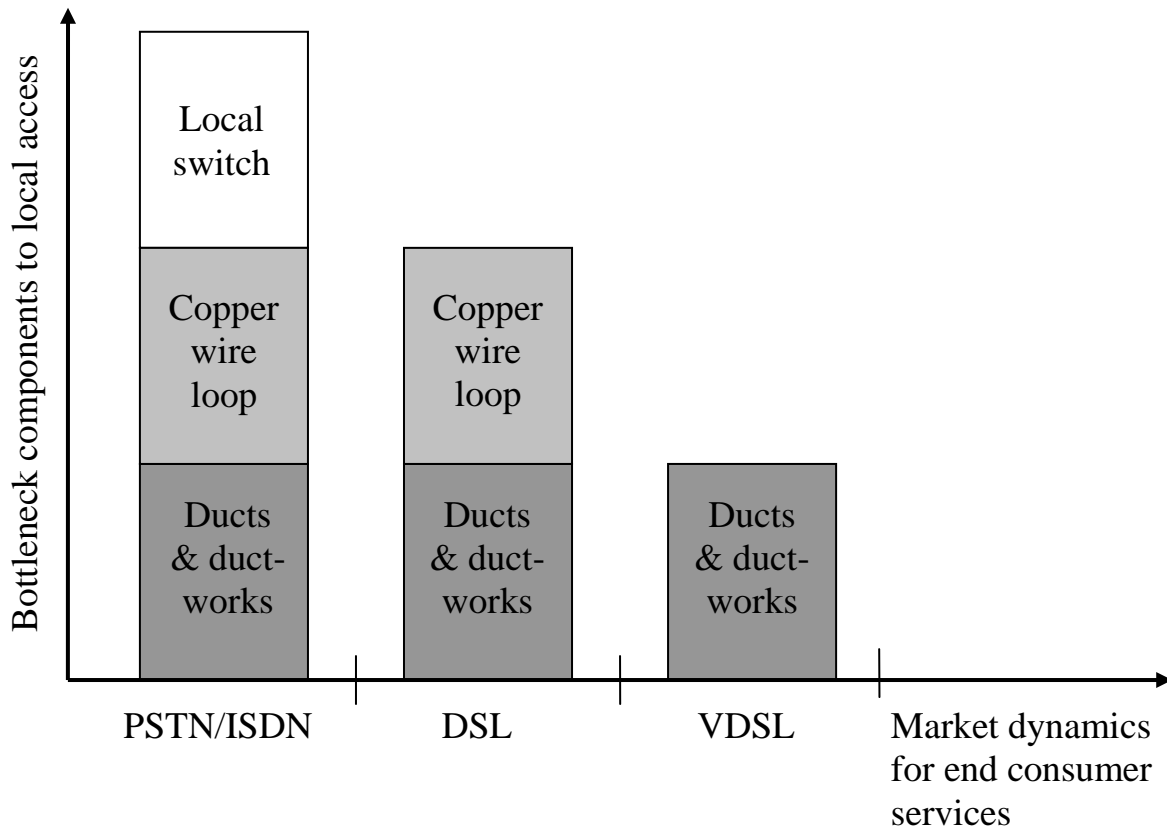 Bottleneck components to local access
Local
switch
Copper
wire
loop
Copper
wire
loop
Ducts
& duct-
works
Ducts
& duct-
works
Ducts
& duct-
works
PSTN/ISDN
DSL
VDSL
Market dynamics
for end consumer
services